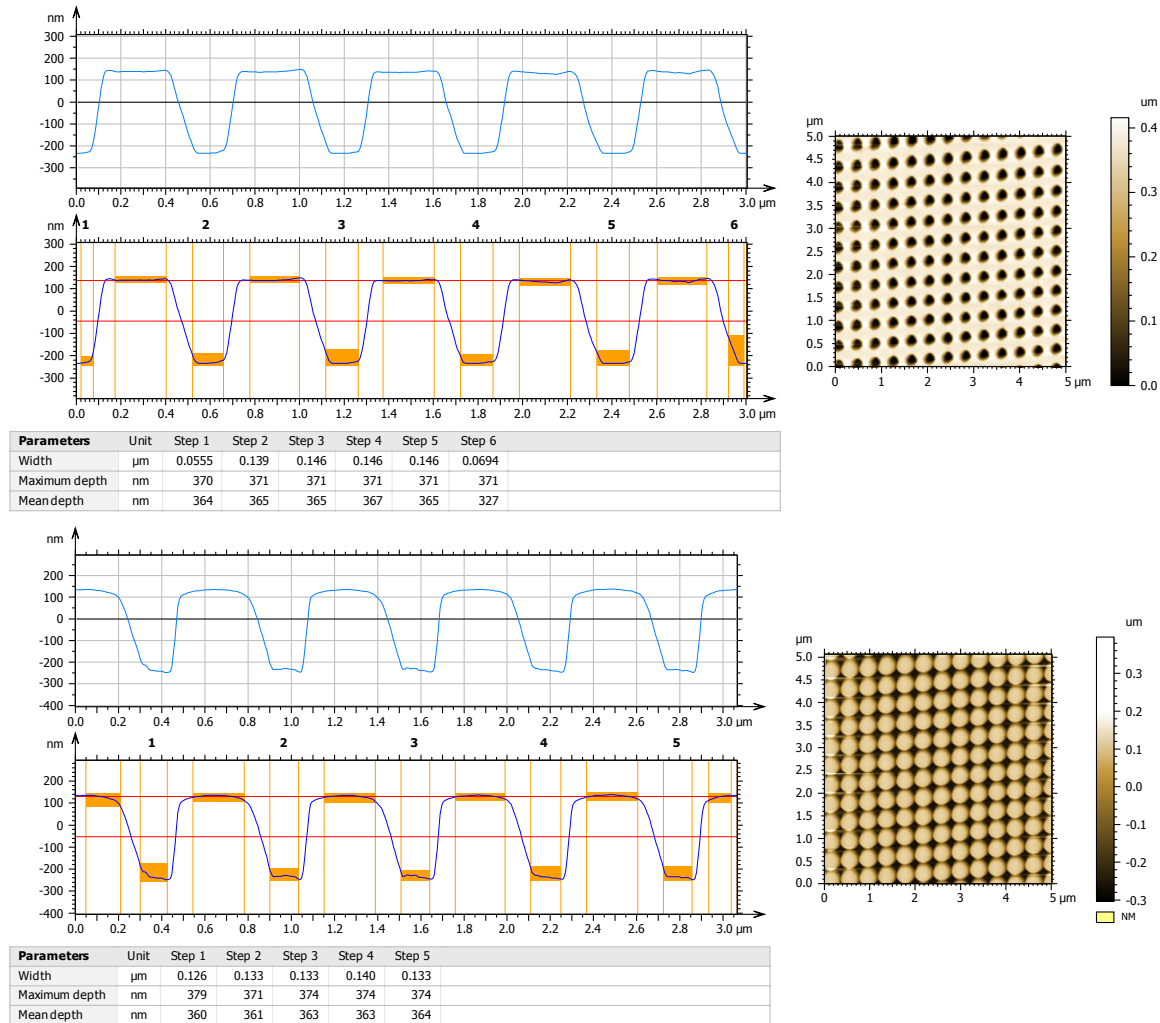 nm
300
200
100
0
-100
-200
-300
0.0 0.2 0.4 0.6 0.8 1.0 1.2 1.4 1.6 1.8 2.0 2.2 2.4 2.6 2.8 3.0 µm
nm 1 2 3 4 5 6
300
200
100
0
-100
-200
-300
0.0 0.2 0.4 0.6 0.8 1.0 1.2 1.4 1.6 1.8 2.0 2.2 2.4 2.6 2.8 3.0 µm
µm
5.0
4.5
4.0
3.5
3.0
2.5
2.0
1.5
1.0
0.5
0.0
0 1 2 3 4 5 µm
um
0.4
0.3
0.2
0.1
0.0
Parameters Unit Step 1 Step 2 Step 3 Step 4 Step 5 Step 6
Width µm 0.0555 0.139 0.146 0.146 0.146 0.0694
Maximum depth nm 370 371 371 371 371 371
Mean depth nm 364 365 365 367 365 327
nm
200
100
0
-100
-200
-300
-400
0.0 0.2 0.4 0.6 0.8 1.0 1.2 1.4 1.6 1.8 2.0 2.2 2.4 2.6 2.8 3.0 µm
nm 1 2 3 4 5
200
100
0
-100
-200
-300
-400
0.0 0.2 0.4 0.6 0.8 1.0 1.2 1.4 1.6 1.8 2.0 2.2 2.4 2.6 2.8 3.0 µm
µm
5.0
4.5
4.0
3.5
3.0
2.5
2.0
1.5
1.0
0.5
0.0
0 1 2 3 4 5 µm
um
0.3
0.2
0.1
0.0
-0.1
-0.2
-0.3
NM
Parameters Unit Step 1 Step 2 Step 3 Step 4 Step 5
Width µm 0.126 0.133 0.133 0.140 0.133
Maximum depth nm 379 371 374 374 374
Mean depth nm 360 361 363 363 364